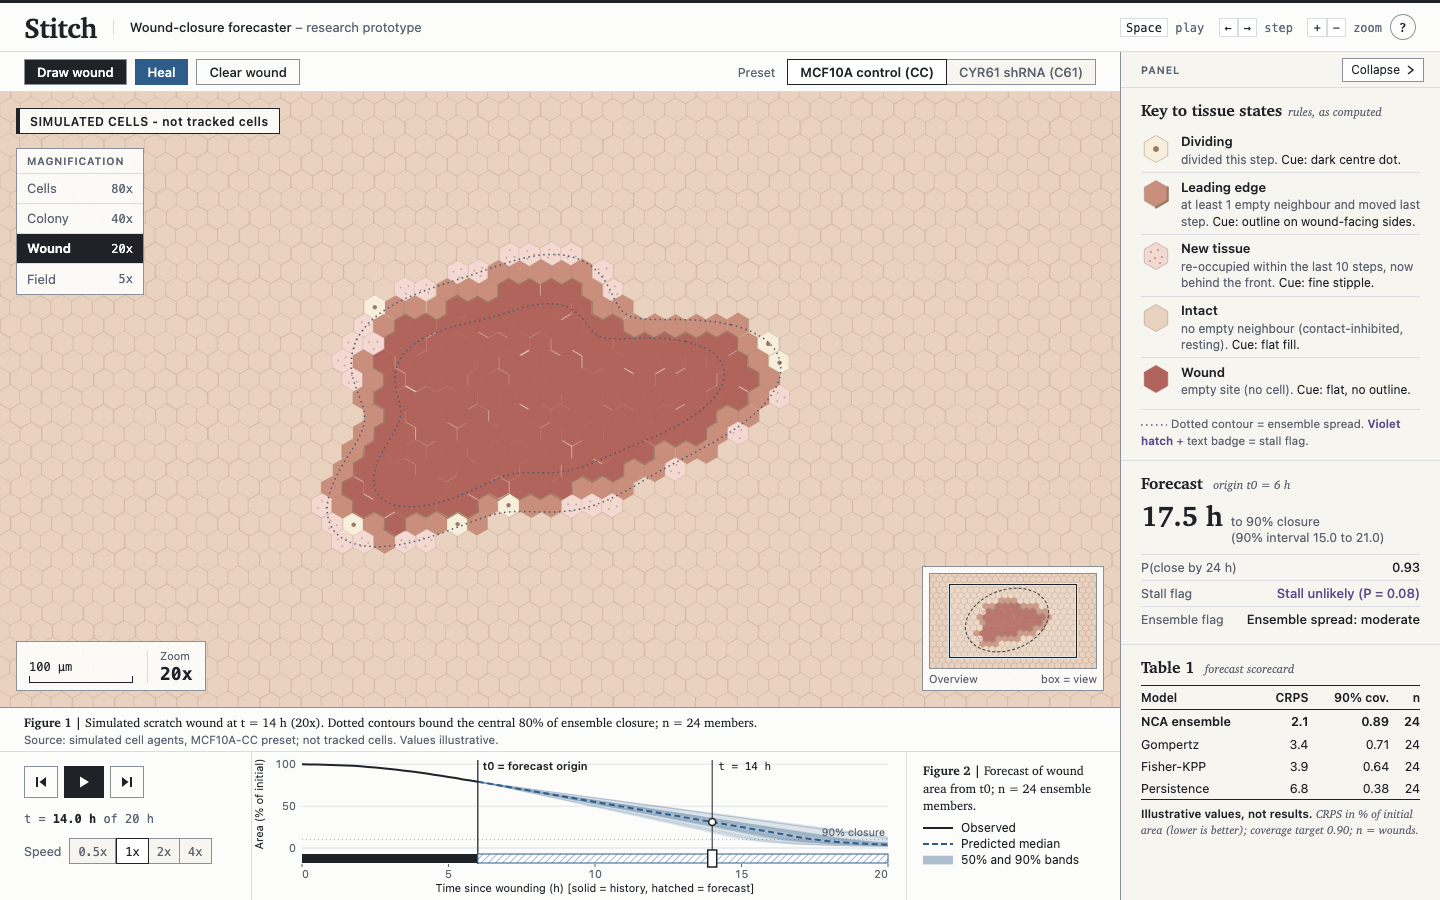 Stitch
Wound-closure forecaster – research prototype
Space play ← → step + − zoom ?
Draw wound
Heal
Clear wound
Preset
MCF10A control (CC)
CYR61 shRNA (C61)
SIMULATED CELLS - not tracked cells
MAGNIFICATION
Cells 80x
Colony 40x
Wound 20x
Field 5x
100 µm
Zoom
20x
Overview
box = view
Figure 1 | Simulated scratch wound at t = 14 h (20x). Dotted contours bound the central 80% of ensemble closure; n = 24 members.
Source: simulated cell agents, MCF10A-CC preset; not tracked cells. Values illustrative.
t = 14.0 h of 20 h
Speed 0.5x 1x 2x 4x
Area (% of initial)
100
50
0
t0 = forecast origin
t = 14 h
90% closure
0 5 10 15 20
Time since wounding (h) [solid = history, hatched = forecast]
Figure 2 | Forecast of wound
area from t0; n = 24 ensemble
members.
Observed
Predicted median
50% and 90% bands
PANEL
Collapse >
Key to tissue states rules, as computed
Dividing
divided this step. Cue: dark centre dot.
Leading edge
at least 1 empty neighbour and moved last
step. Cue: outline on wound-facing sides.
New tissue
re-occupied within the last 10 steps, now
behind the front. Cue: fine stipple.
Intact
no empty neighbour (contact-inhibited,
resting). Cue: flat fill.
Wound
empty site (no cell). Cue: flat, no outline.
Dotted contour = ensemble spread. Violet
hatch + text badge = stall flag.
Forecast origin t0 = 6 h
17.5 h to 90% closure
(90% interval 15.0 to 21.0)
P(close by 24 h) 0.93
Stall flag Stall unlikely (P = 0.08)
Ensemble flag Ensemble spread: moderate
Table 1 forecast scorecard
Model CRPS 90% cov. n
NCA ensemble 2.1 0.89 24
Gompertz 3.4 0.71 24
Fisher-KPP 3.9 0.64 24
Persistence 6.8 0.38 24
Illustrative values, not results. CRPS in % of initial
area (lower is better); coverage target 0.90; n = wounds.